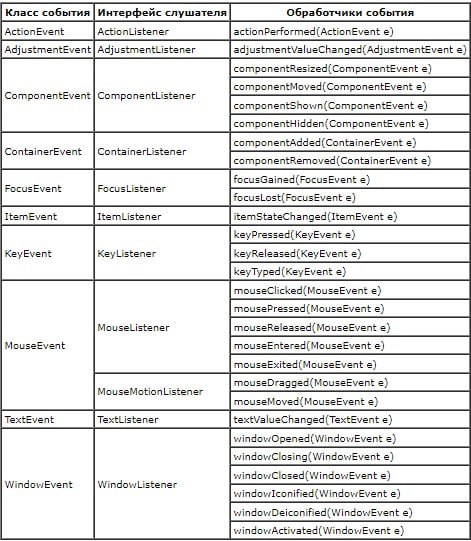 Класс события Интерфейс слушателя Обработчики события
ActionEvent ActionListener actionPerformed(ActionEvent e)
AdjustmentEvent AdjustmentListener adjustmentValueChanged(AdjustmentEvent e)
ComponentEvent ComponentListener componentResized(ComponentEvent e)
componentMoved(ComponentEvent e)
componentShown(ComponentEvent e)
componentHidden(ComponentEvent e)
ContainerEvent ContainerListener componentAdded(ContainerEvent e)
componentRemoved(ContainerEvent e)
FocusEvent FocusListener focusGained(FocusEvent e)
focusLost(FocusEvent e)
ItemEvent ItemListener itemStateChanged(ItemEvent e)
KeyEvent KeyListener keyPressed(KeyEvent e)
keyReleased(KeyEvent e)
keyTyped(KeyEvent e)
MouseEvent MouseListener mouseClicked(MouseEvent e)
mousePressed(MouseEvent e)
mouseReleased(MouseEvent e)
mouseEntered(MouseEvent e)
mouseExited(MouseEvent e)
MouseMotionListener mouseDragged(MouseEvent e)
mouseMoved(MouseEvent e)
TextEvent TextListener textValueChanged(TextEvent e)
WindowEvent WindowListener windowOpened(WindowEvent e)
windowClosing(WindowEvent e)
windowClosed(WindowEvent e)
windowIconified(WindowEvent e)
windowDeiconified(WindowEvent e)
windowActivated(WindowEvent e)